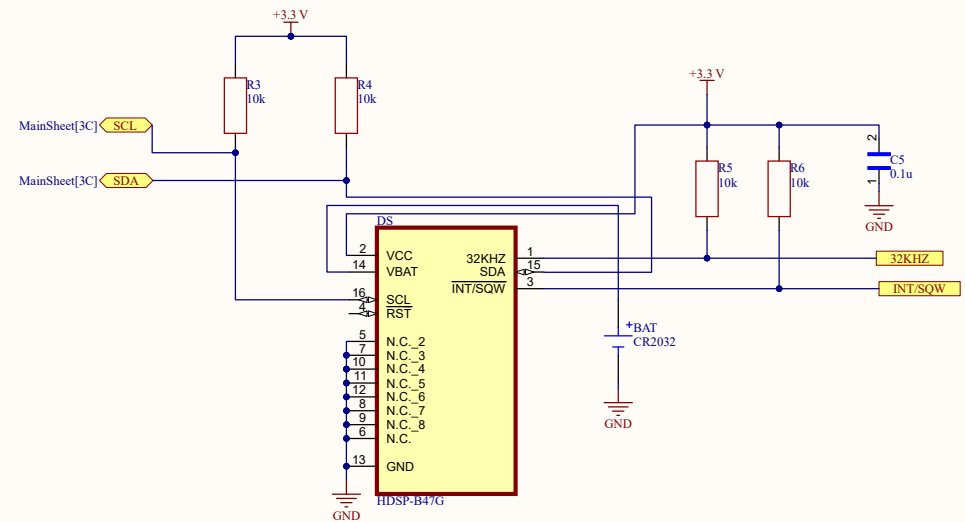 +3.3 V
R3
10k
R4
10k
+3.3 V
MainSheet[3C] SCL
MainSheet[3C] SDA
R5
10k
R6
10k
2
C5
0.1u
1
GND
DS
2 VCC
14 VBAT
16 SCL
4 RST
5 N.C._2
7 N.C._3
10 N.C._4
11 N.C._5
12 N.C._6
8 N.C._7
9 N.C._8
6 N.C.
13 GND
32KHZ 1
SDA 15
INT/SQW 3
32KHZ
INT/SQW
+BAT
CR2032
GND
HDSP-B47G
GND